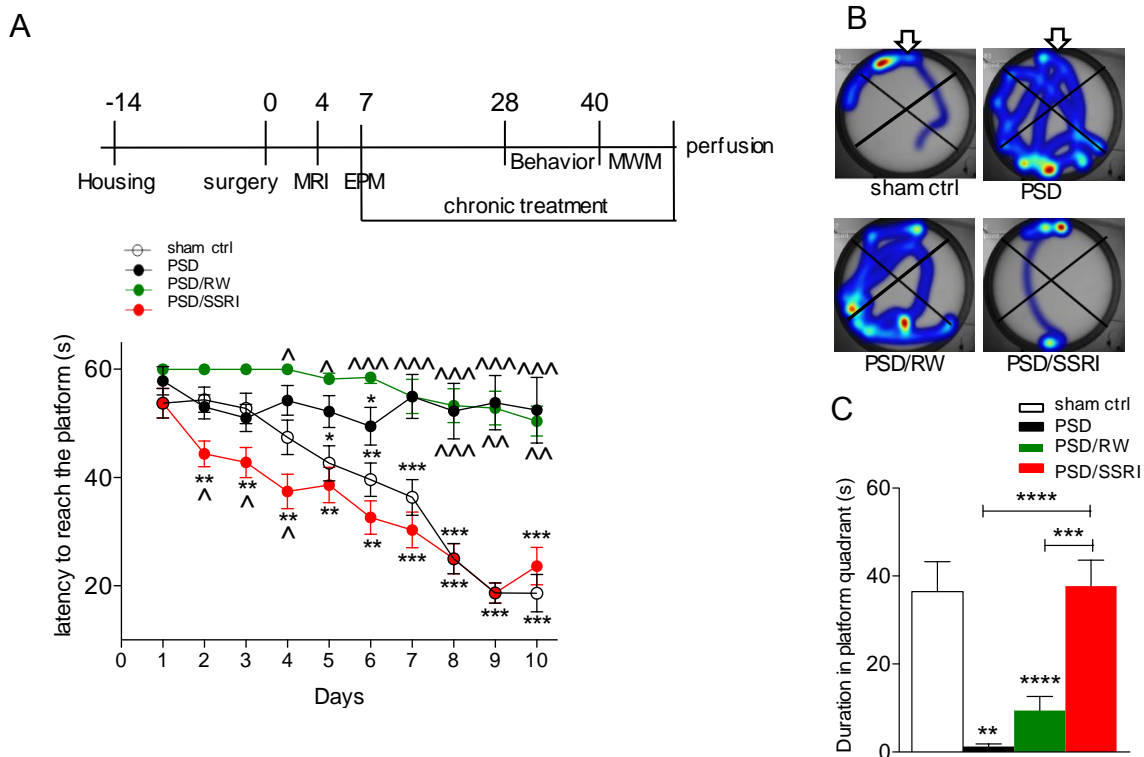 A
-14 0 4 7 28 40
Housing surgery MRI EPM Behavior MWM perfusion
chronic treatment
sham ctrl
PSD
PSD/RW
PSD/SSRI
latency to reach the platform (s)
60
40
20
^ ^ ^^^ ^^^ ^^^ ^^^ ^^^
* * ** *** ^^^ ^^ ^^
** ** ** ** ** *** *** *** ***
^ ^ ^ *** *** ***
0 1 2 3 4 5 6 7 8 9 10
Days
B
sham ctrl PSD
PSD/RW PSD/SSRI
C
sham ctrl
PSD
PSD/RW
PSD/SSRI
Duration in platform quadrant (s)
60
40
20
0
****
***
****
**